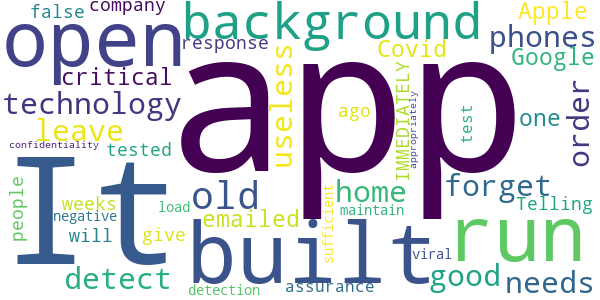 false company Apple
open background phones
response Covid Google
critical useless IMMEDIATELY appropriately order
technology app ago test one
leave
confidentiality tested
It old home forget
people weeks emailed sufficient maintain felling
negative load
will give built viral run
detect assurance good needs
detection